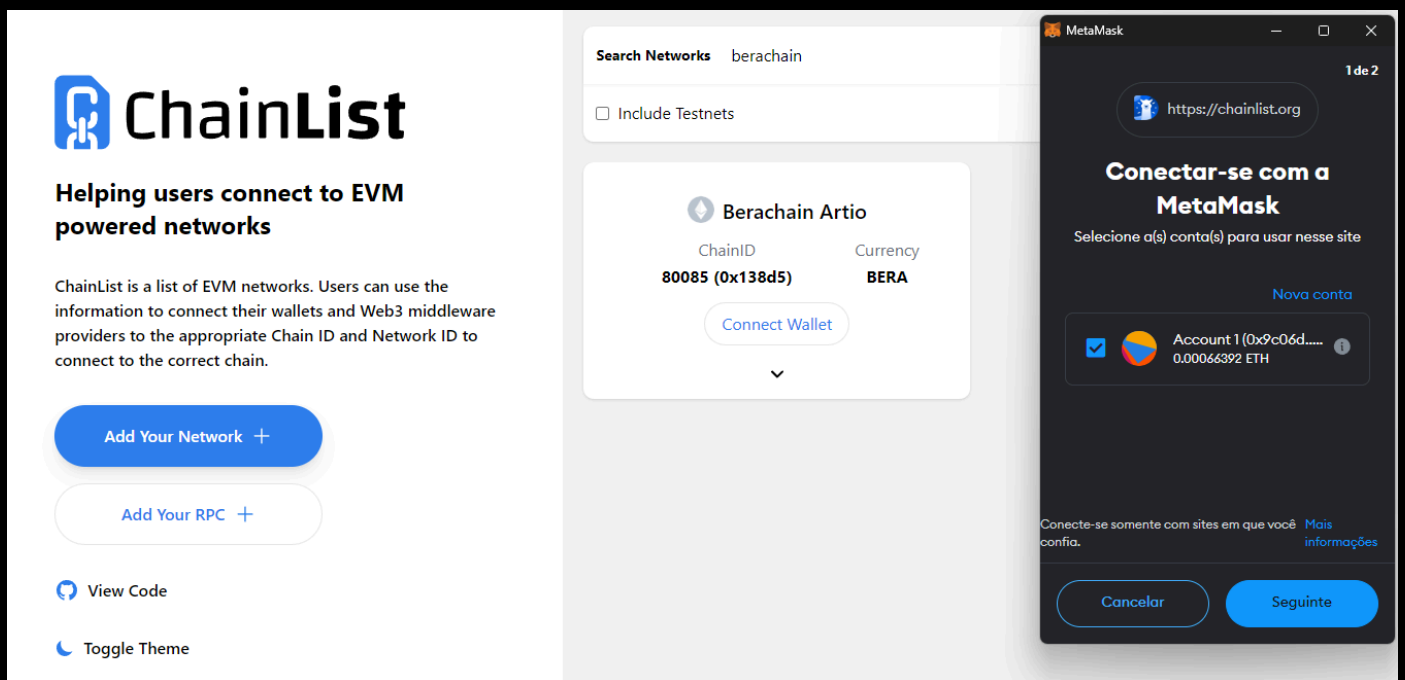 ChainList
Helping users connect to EVM
powered networks
ChainList is a list of EVM networks. Users can use the
information to connect their wallets and Web3 middleware
providers to the appropriate Chain ID and Network ID to
connect to the correct chain.
Add Your Network
Add Your RPC
View Code
Toggle Theme
Search Networks berachain
Include Testnets
Berachain Artio
ChainID Currency
80085 (0x138d5) BERA
Connect Wallet
MetaMask
1 de 2
https://chainlist.org
Conectar-se com a
MetaMask
Selecione a(s) conta(s) para usar nesse site
Nova conta
Account 1 (0x9c06d.....
0.00066392 ETH
Conecte-se somente com sites em que você
confia.
Mais
informações
Cancelar
Seguinte